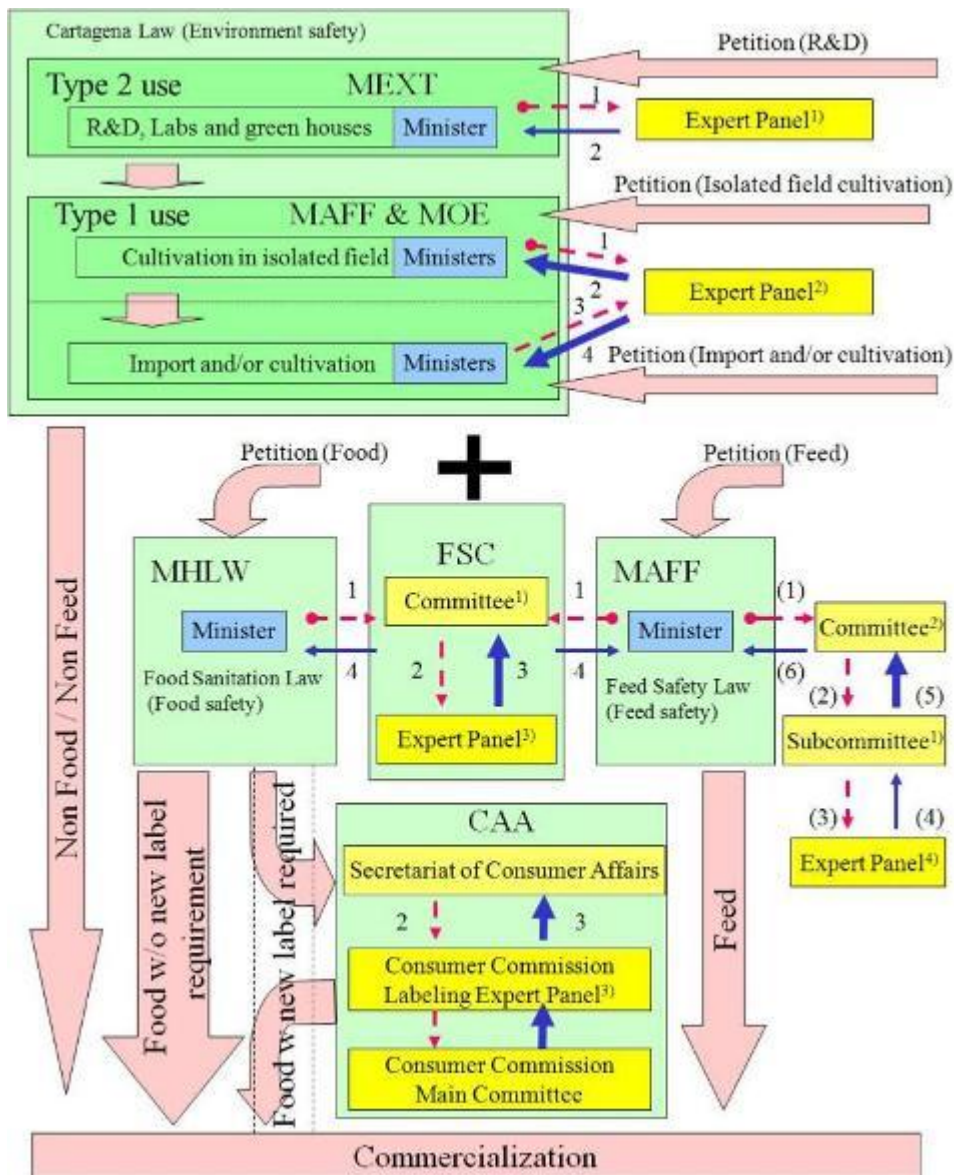 Cartagena Law (Environment safety)
Petition (R&D)
Type 2 use MEXT
R&D, Labs and green houses Minister
1
2
Expert Panel¹⁾
Petition (Isolated field cultivation)
Type 1 use MAFF & MOE
Cultivation in isolated field Ministers
1
2
Expert Panel²⁾
3
4
Import and/or cultivation Ministers
Petition (Import and/or cultivation)
Petition (Food)
Petition (Feed)
MHLW
Minister
Food Sanitation Law
(Food safety)
1
4
FSC
Committee¹⁾
2
3
Expert Panel³⁾
1
4
MAFF
Minister
Feed Safety Law
(Feed safety)
(1)
(6)
Committee²⁾
(2)
(5)
Subcommittee¹⁾
(3)
(4)
Expert Panel⁴⁾
Non Food / Non Feed
Food w/o new label
requirement
Food w new label required
CAA
Secretariat of Consumer Affairs
2
3
Consumer Commission
Labeling Expert Panel³⁾
Consumer Commission
Main Committee
Feed
Commercialization